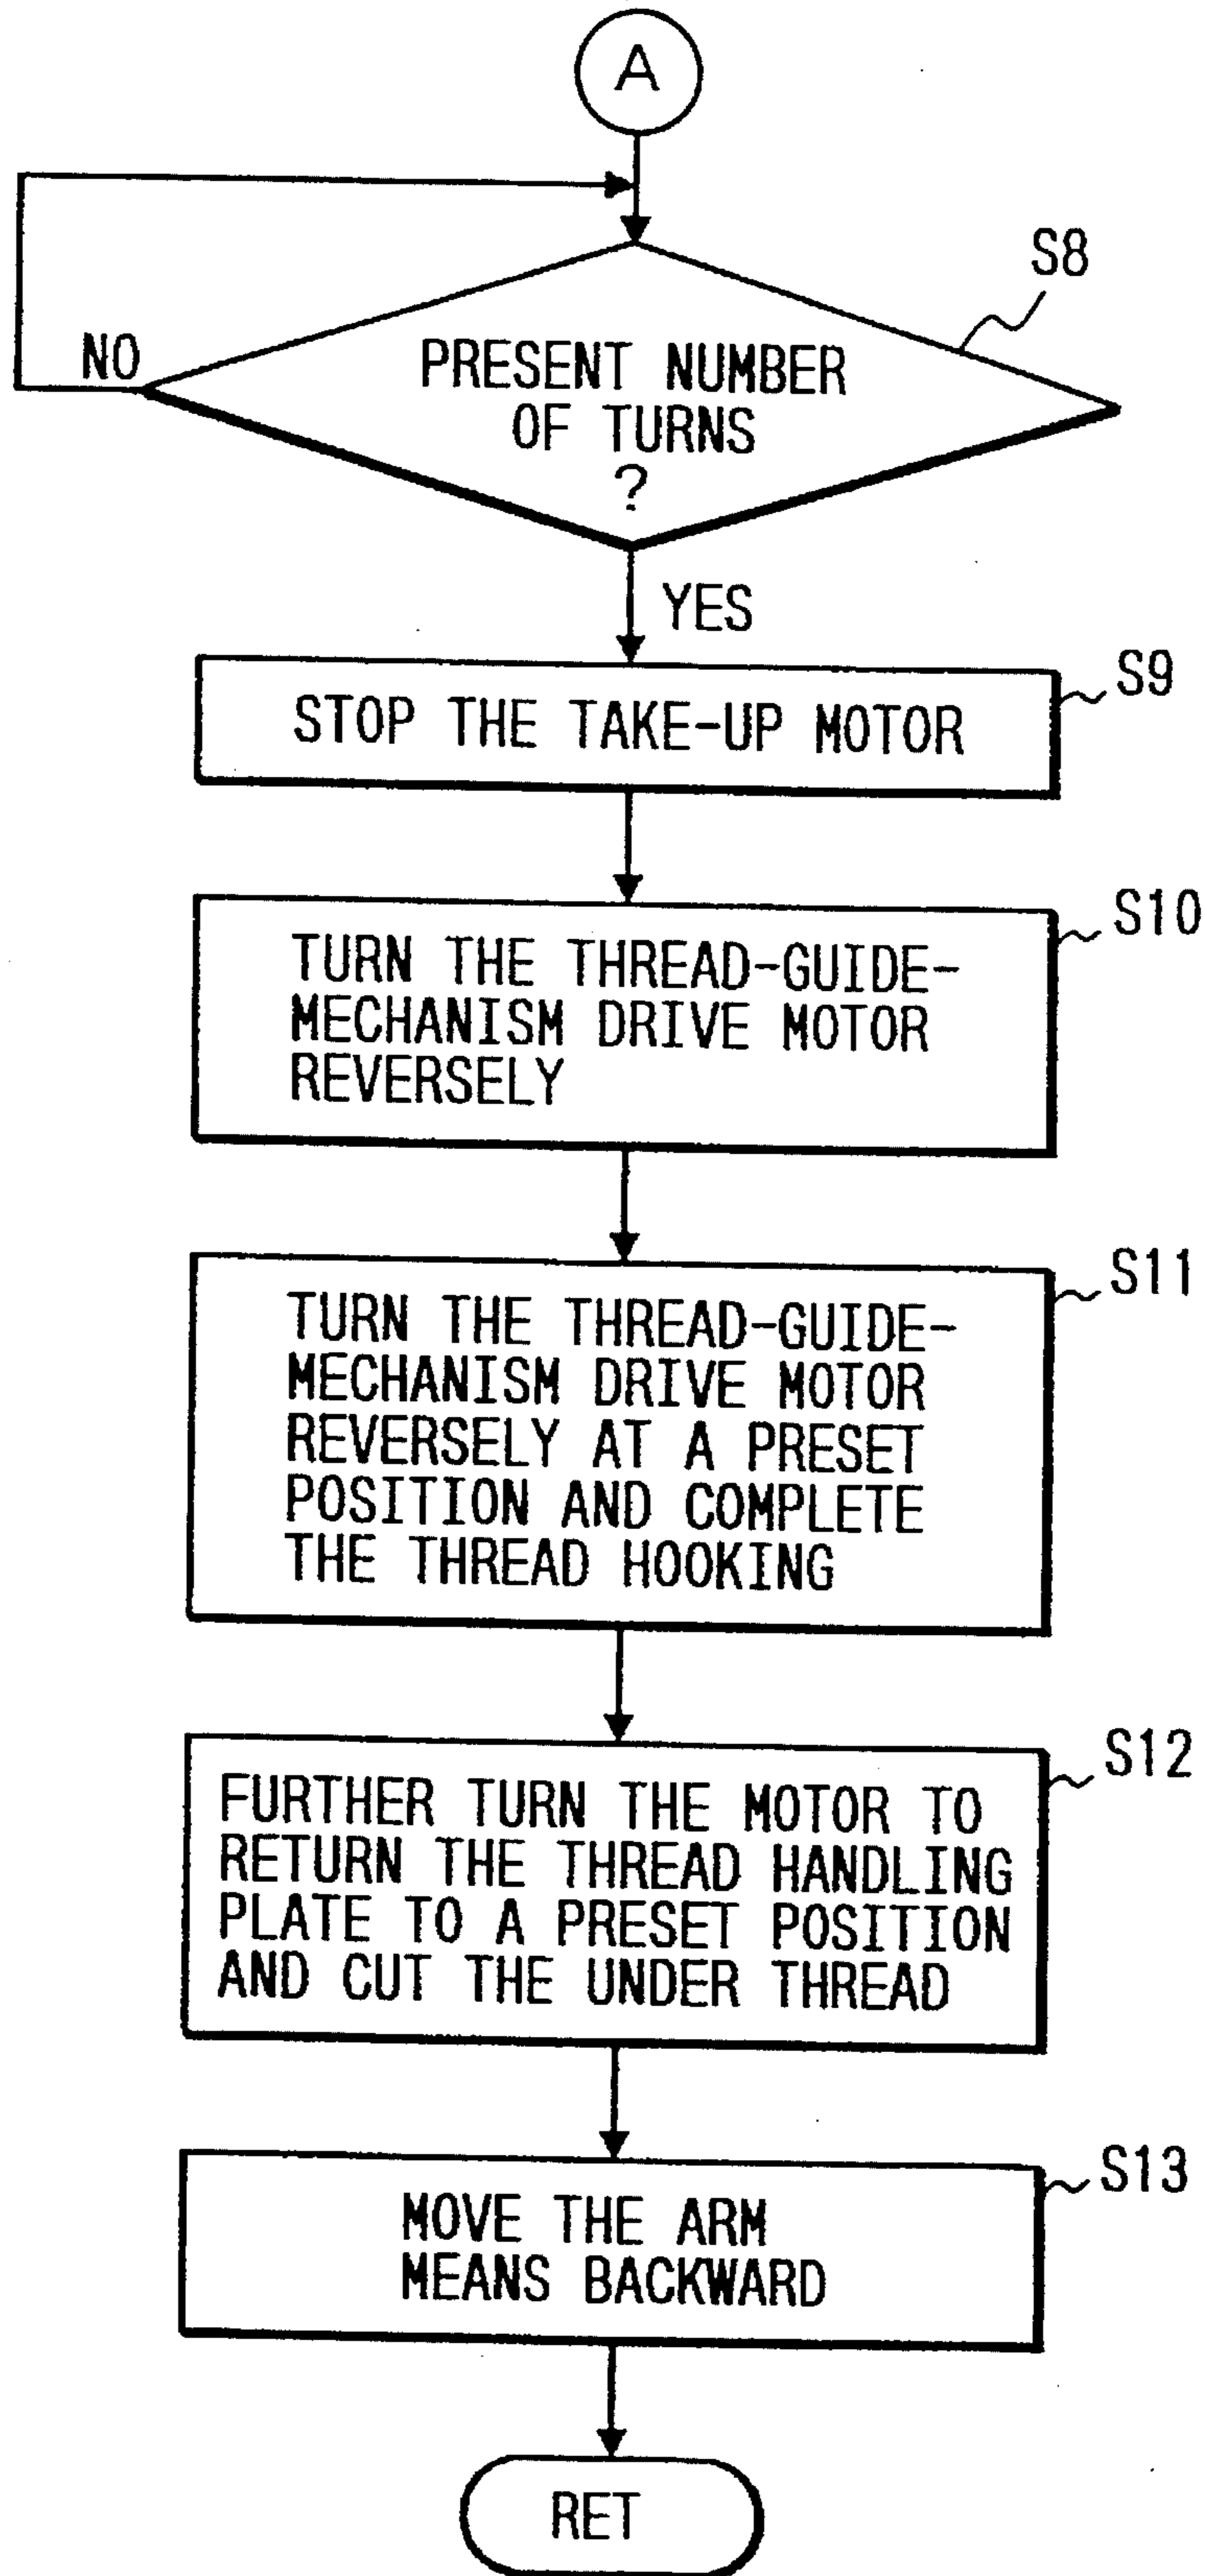 A
S8
NO
PRESENT NUMBER
OF TURNS
?
YES
S9
STOP THE TAKE-UP MOTOR
S10
TURN THE THREAD-GUIDE-
MECHANISM DRIVE MOTOR
REVERSELY
S11
TURN THE THREAD-GUIDE-
MECHANISM DRIVE MOTOR
REVERSELY AT A PRESET
POSITION AND COMPLETE
THE THREAD HOOKING
S12
FURTHER TURN THE MOTOR TO
RETURN THE THREAD HANDLING
PLATE TO A PRESET POSITION
AND CUT THE UNDER THREAD
S13
MOVE THE ARM
MEANS BACKWARD
RET